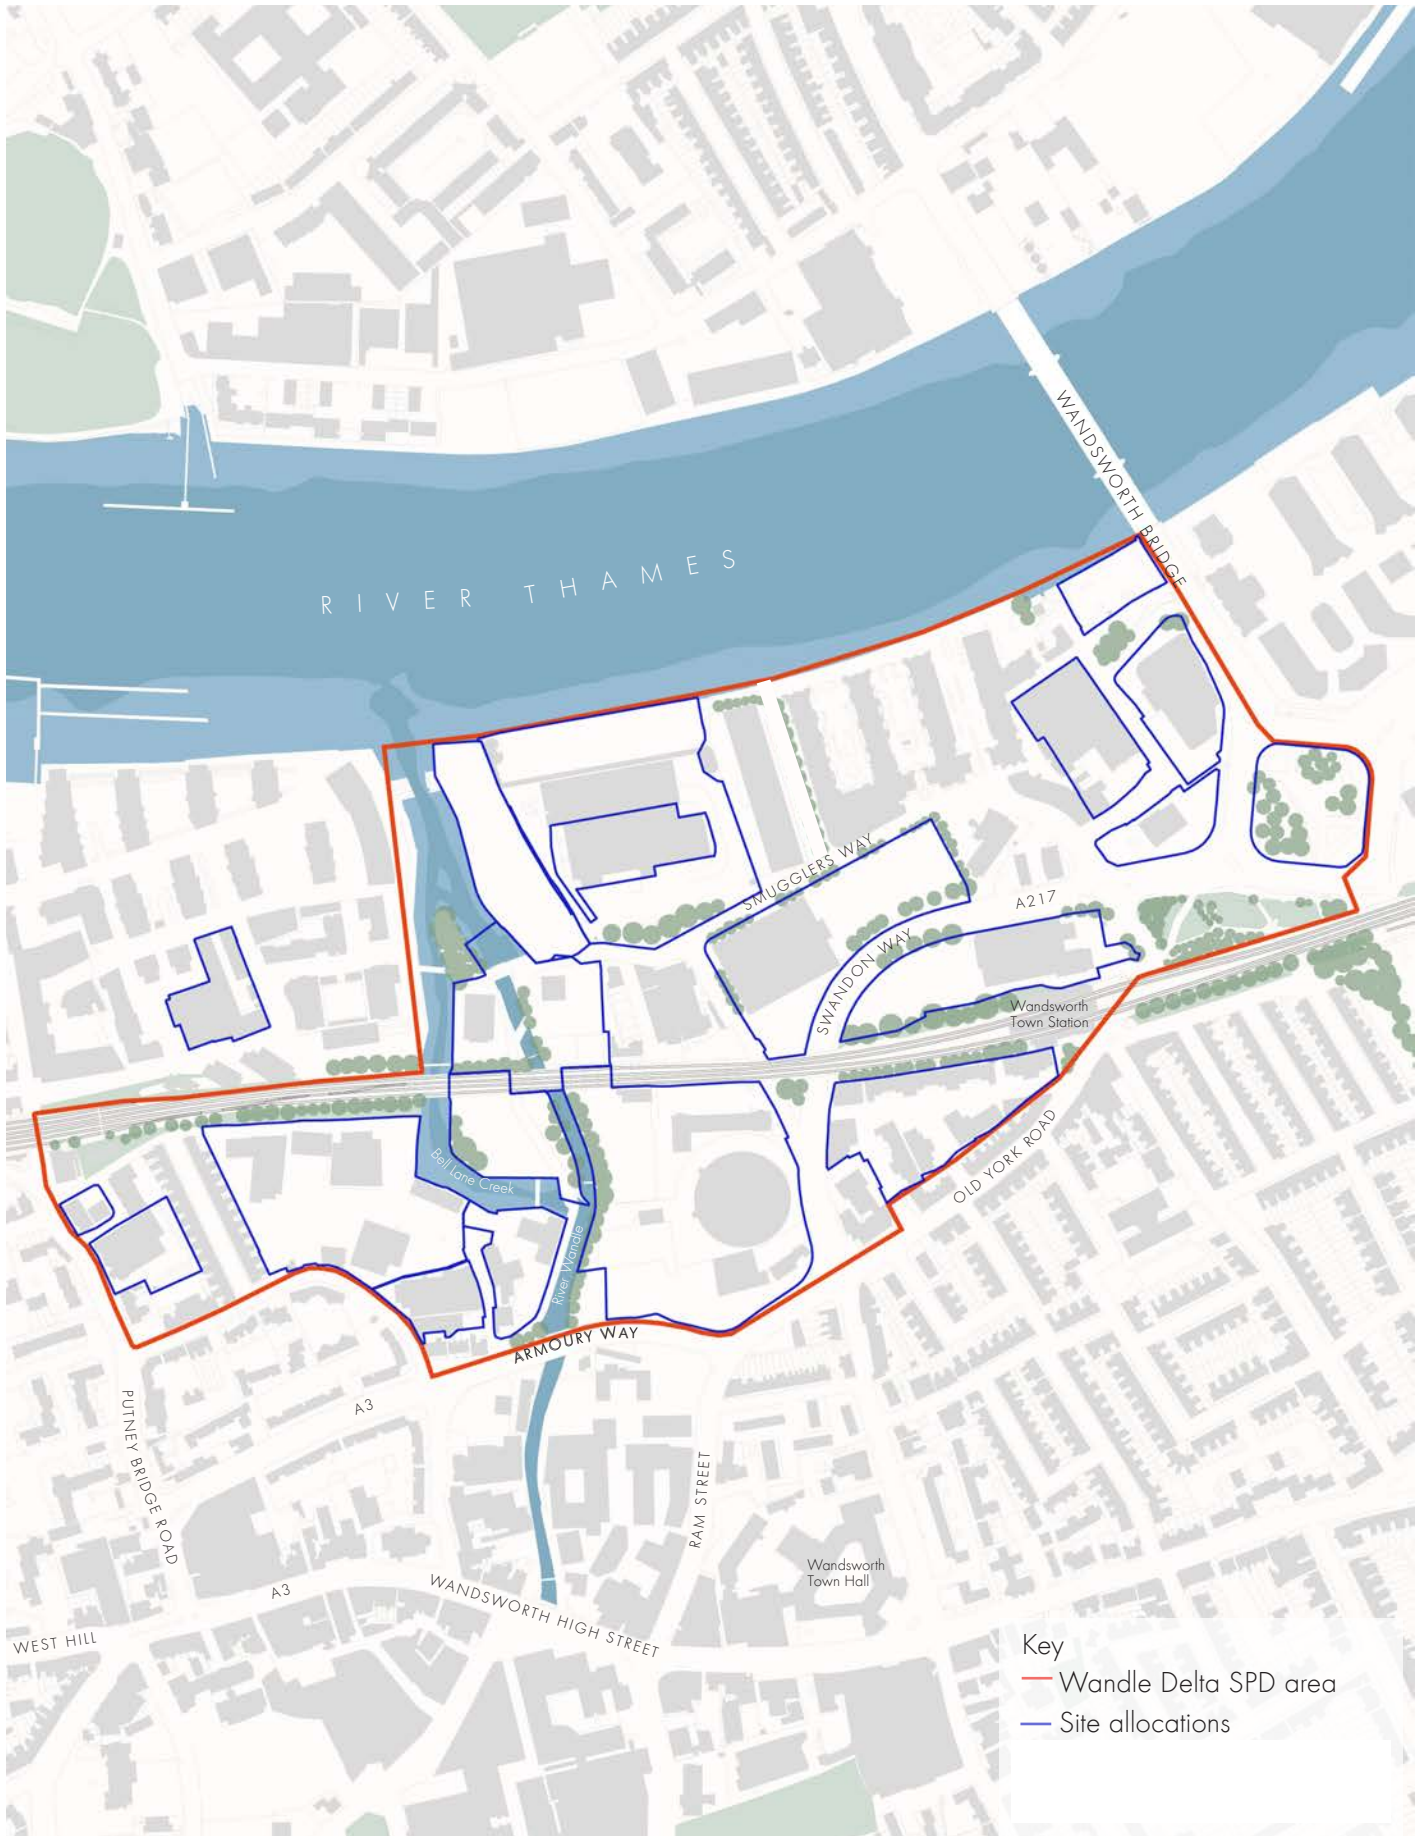 WANDSWORTH BRIDGE
RIVER THAMES
SMUGGLERS WAY
A217
SWANDON WAY
Wandsworth
Town Station
OLD YORK ROAD
Bell Lane Creek
River Wandle
ARMOURY WAY
PUTNEY BRIDGE ROAD
A3
RAM STREET
Wandsworth
Town Hall
A3
WANDSWORTH HIGH STREET
WEST HILL
Key
Wandle Delta SPD area
Site allocations